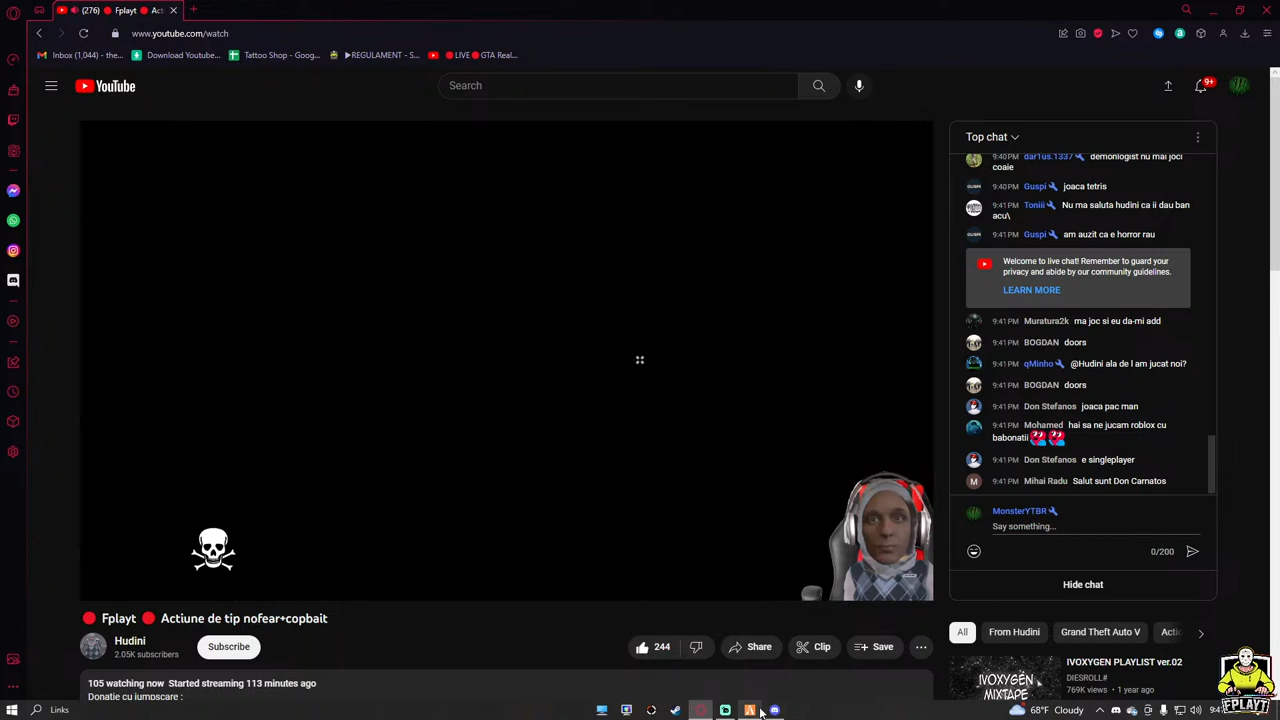 (276) 🔴 Fplayt 🔴 Act
www.youtube.com/watch
Inbox (1,044) - the...
Download Youtube...
Tattoo Shop - Goog...
►REGULAMENT - S...
🔴LIVE🔴GTA Real...
YouTube
Search
9+
Top chat
9:40 PM dar1us.1337 demonlogist nu mai joci
coaie
9:40 PM Guspi joaca tetris
9:41 PM Toniii Nu ma saluta hudini ca ii dau ban
acu\
9:41 PM Guspi am auzit ca e horror rau
Welcome to live chat! Remember to guard your
privacy and abide by our community guidelines.
LEARN MORE
9:41 PM Muratura2k ma joc si eu da-mi add
9:41 PM BOGDAN doors
9:41 PM qMinho @Hudini ala de l am jucat noi?
9:41 PM BOGDAN doors
9:41 PM Don Stefanos joaca pac man
9:41 PM Mohamed hai sa ne jucam roblox cu
babonatii
9:41 PM Don Stefanos e singleplayer
M 9:41 PM Mihai Radu Salut sunt Don Carnatos
MonsterYTBR
Say something...
0/200
Hide chat
🔴 Fplayt 🔴 Actiune de tip nofear+copbait
Hudini
2.05K subscribers
Subscribe
244
Share
Clip
Save
105 watching now Started streaming 113 minutes ago
Donatie cu jumpscare :
All
From Hudini
Grand Theft Auto V
Actic
IVOXYGEN
MIXTAPE
IVOXYGEN PLAYLIST ver.02
DIESROLL#
769K views • 1 year ago
FPLAYT
Links
68°F Cloudy